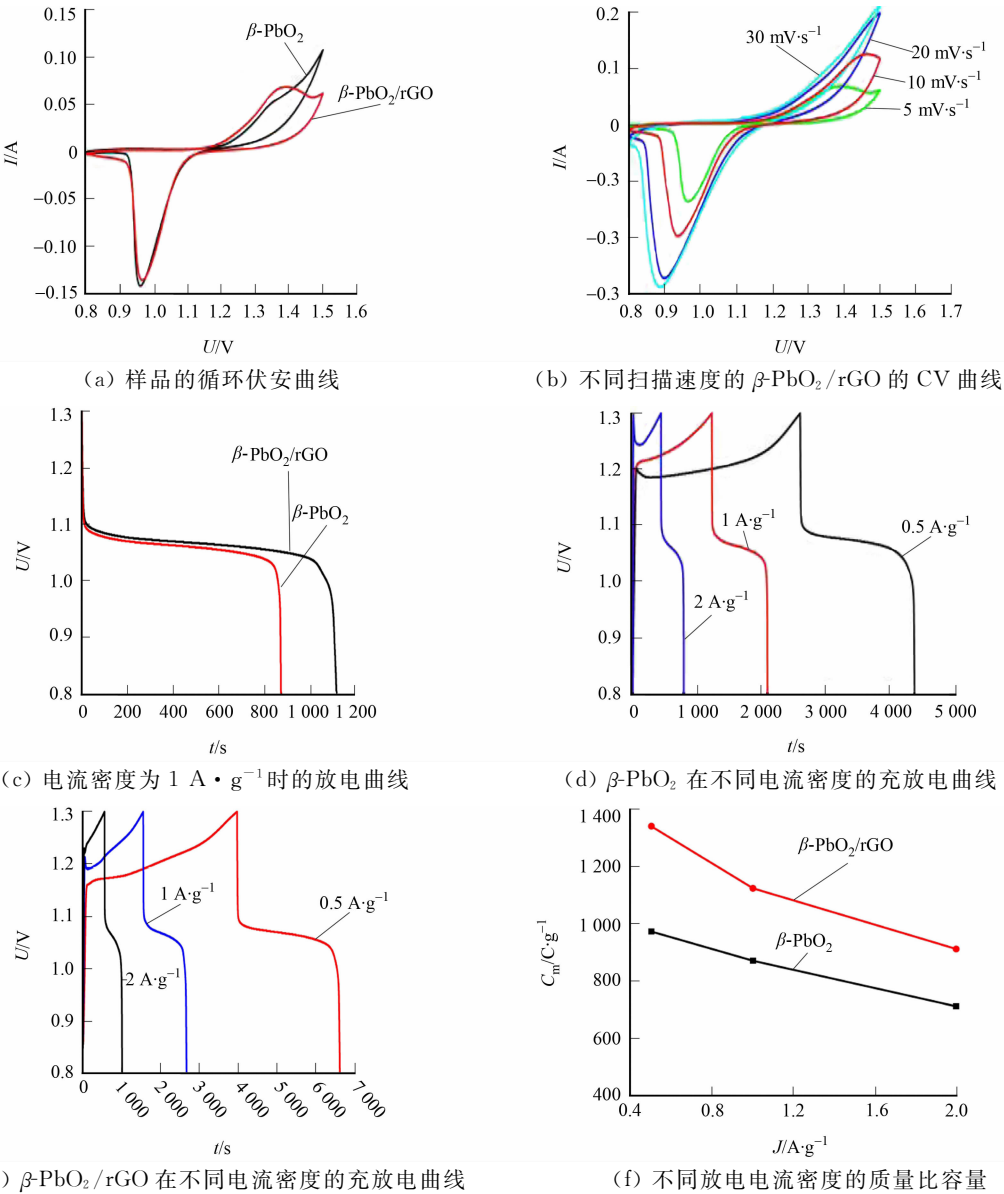 0.15
0.10
0.05
0
−0.05
−0.10
−0.15
I/A
β-PbO₂
β-PbO₂/rGO
0.8 0.9 1.0 1.1 1.2 1.3 1.4 1.5 1.6
U/V
(a) 样品的循环伏安曲线
0.2
0.1
0
−0.3
−0.3
−0.3
I/A
30 mV·s⁻¹
20 mV·s⁻¹
10 mV·s⁻¹
5 mV·s⁻¹
0.8 0.9 1.0 1.1 1.2 1.3 1.4 1.5 1.6 1.7
U/V
(b) 不同扫描速度的 β-PbO₂/rGO 的 CV 曲线
1.3
1.2
1.1
1.0
0.9
0.8
U/V
β-PbO₂/rGO
β-PbO₂
0 200 400 600 800 1 000 1 200
t/s
(c) 电流密度为 1 A·g⁻¹时的放电曲线
1.3
1.2
1.1
1.0
0.9
0.8
U/V
1 A·g⁻¹
0.5 A·g⁻¹
2 A·g⁻¹
0 1 000 2 000 3 000 4 000 5 000
t/s
(d) β-PbO₂ 在不同电流密度的充放电曲线
1.3
1.2
1.1
1.0
0.9
0.8
U/V
1 A·g⁻¹
0.5 A·g⁻¹
2 A·g⁻¹
0 1 000 2 000 3 000 4 000 5 000 6 000 7 000
t/s
) β-PbO₂/rGO 在不同电流密度的充放电曲线
1 400
1 200
1 000
800
600
400
Cₘ/C·g⁻¹
β-PbO₂/rGO
β-PbO₂
0.4 0.8 1.2 1.6 2.0
J/A·g⁻¹
(f) 不同放电电流密度的质量比容量